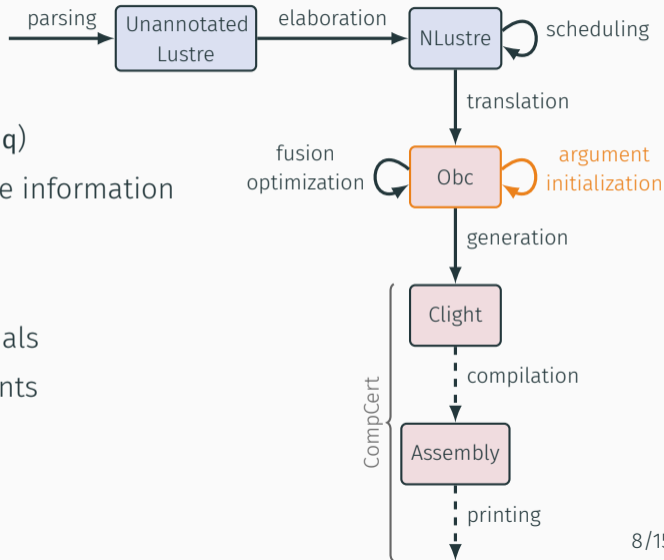 parsing
Unannotated
Lustre
elaboration
NLustre
scheduling
translation
q)
e information
fusion
optimization
Obc
argument
initialization
generation
als
nts
Clight
compilation
CompCert
Assembly
printing
8/15